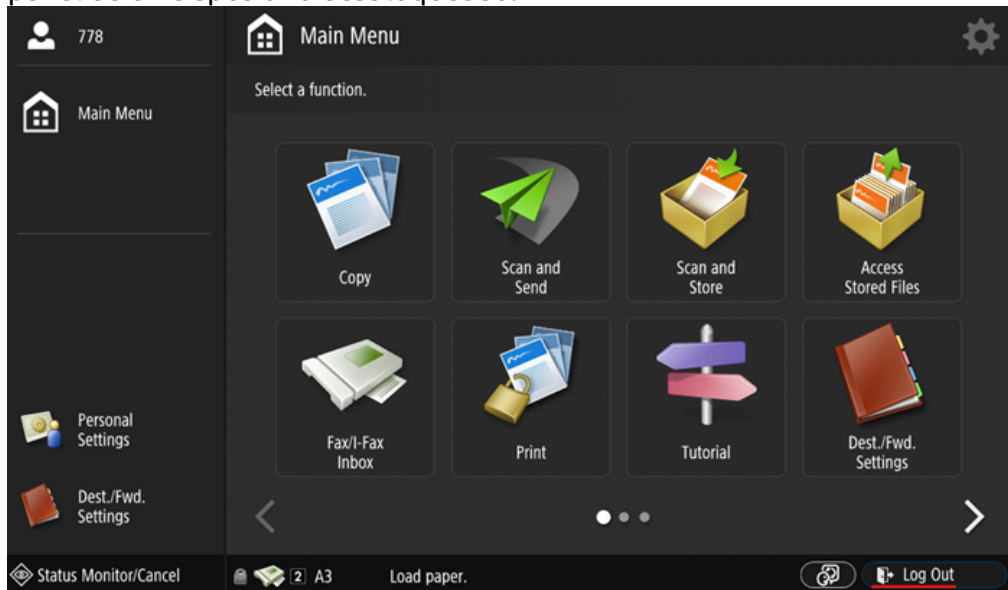 778
Main Menu
Personal
Settings
Dest./Fwd.
Settings
Main Menu
Select a function.
Copy
Scan and
Send
Scan and
Store
Access
Stored Files
Fax/I-Fax
Inbox
Print
Tutorial
Dest./Fwd.
Settings
Status Monitor/Cancel
2 A3 Load paper.
Log Out